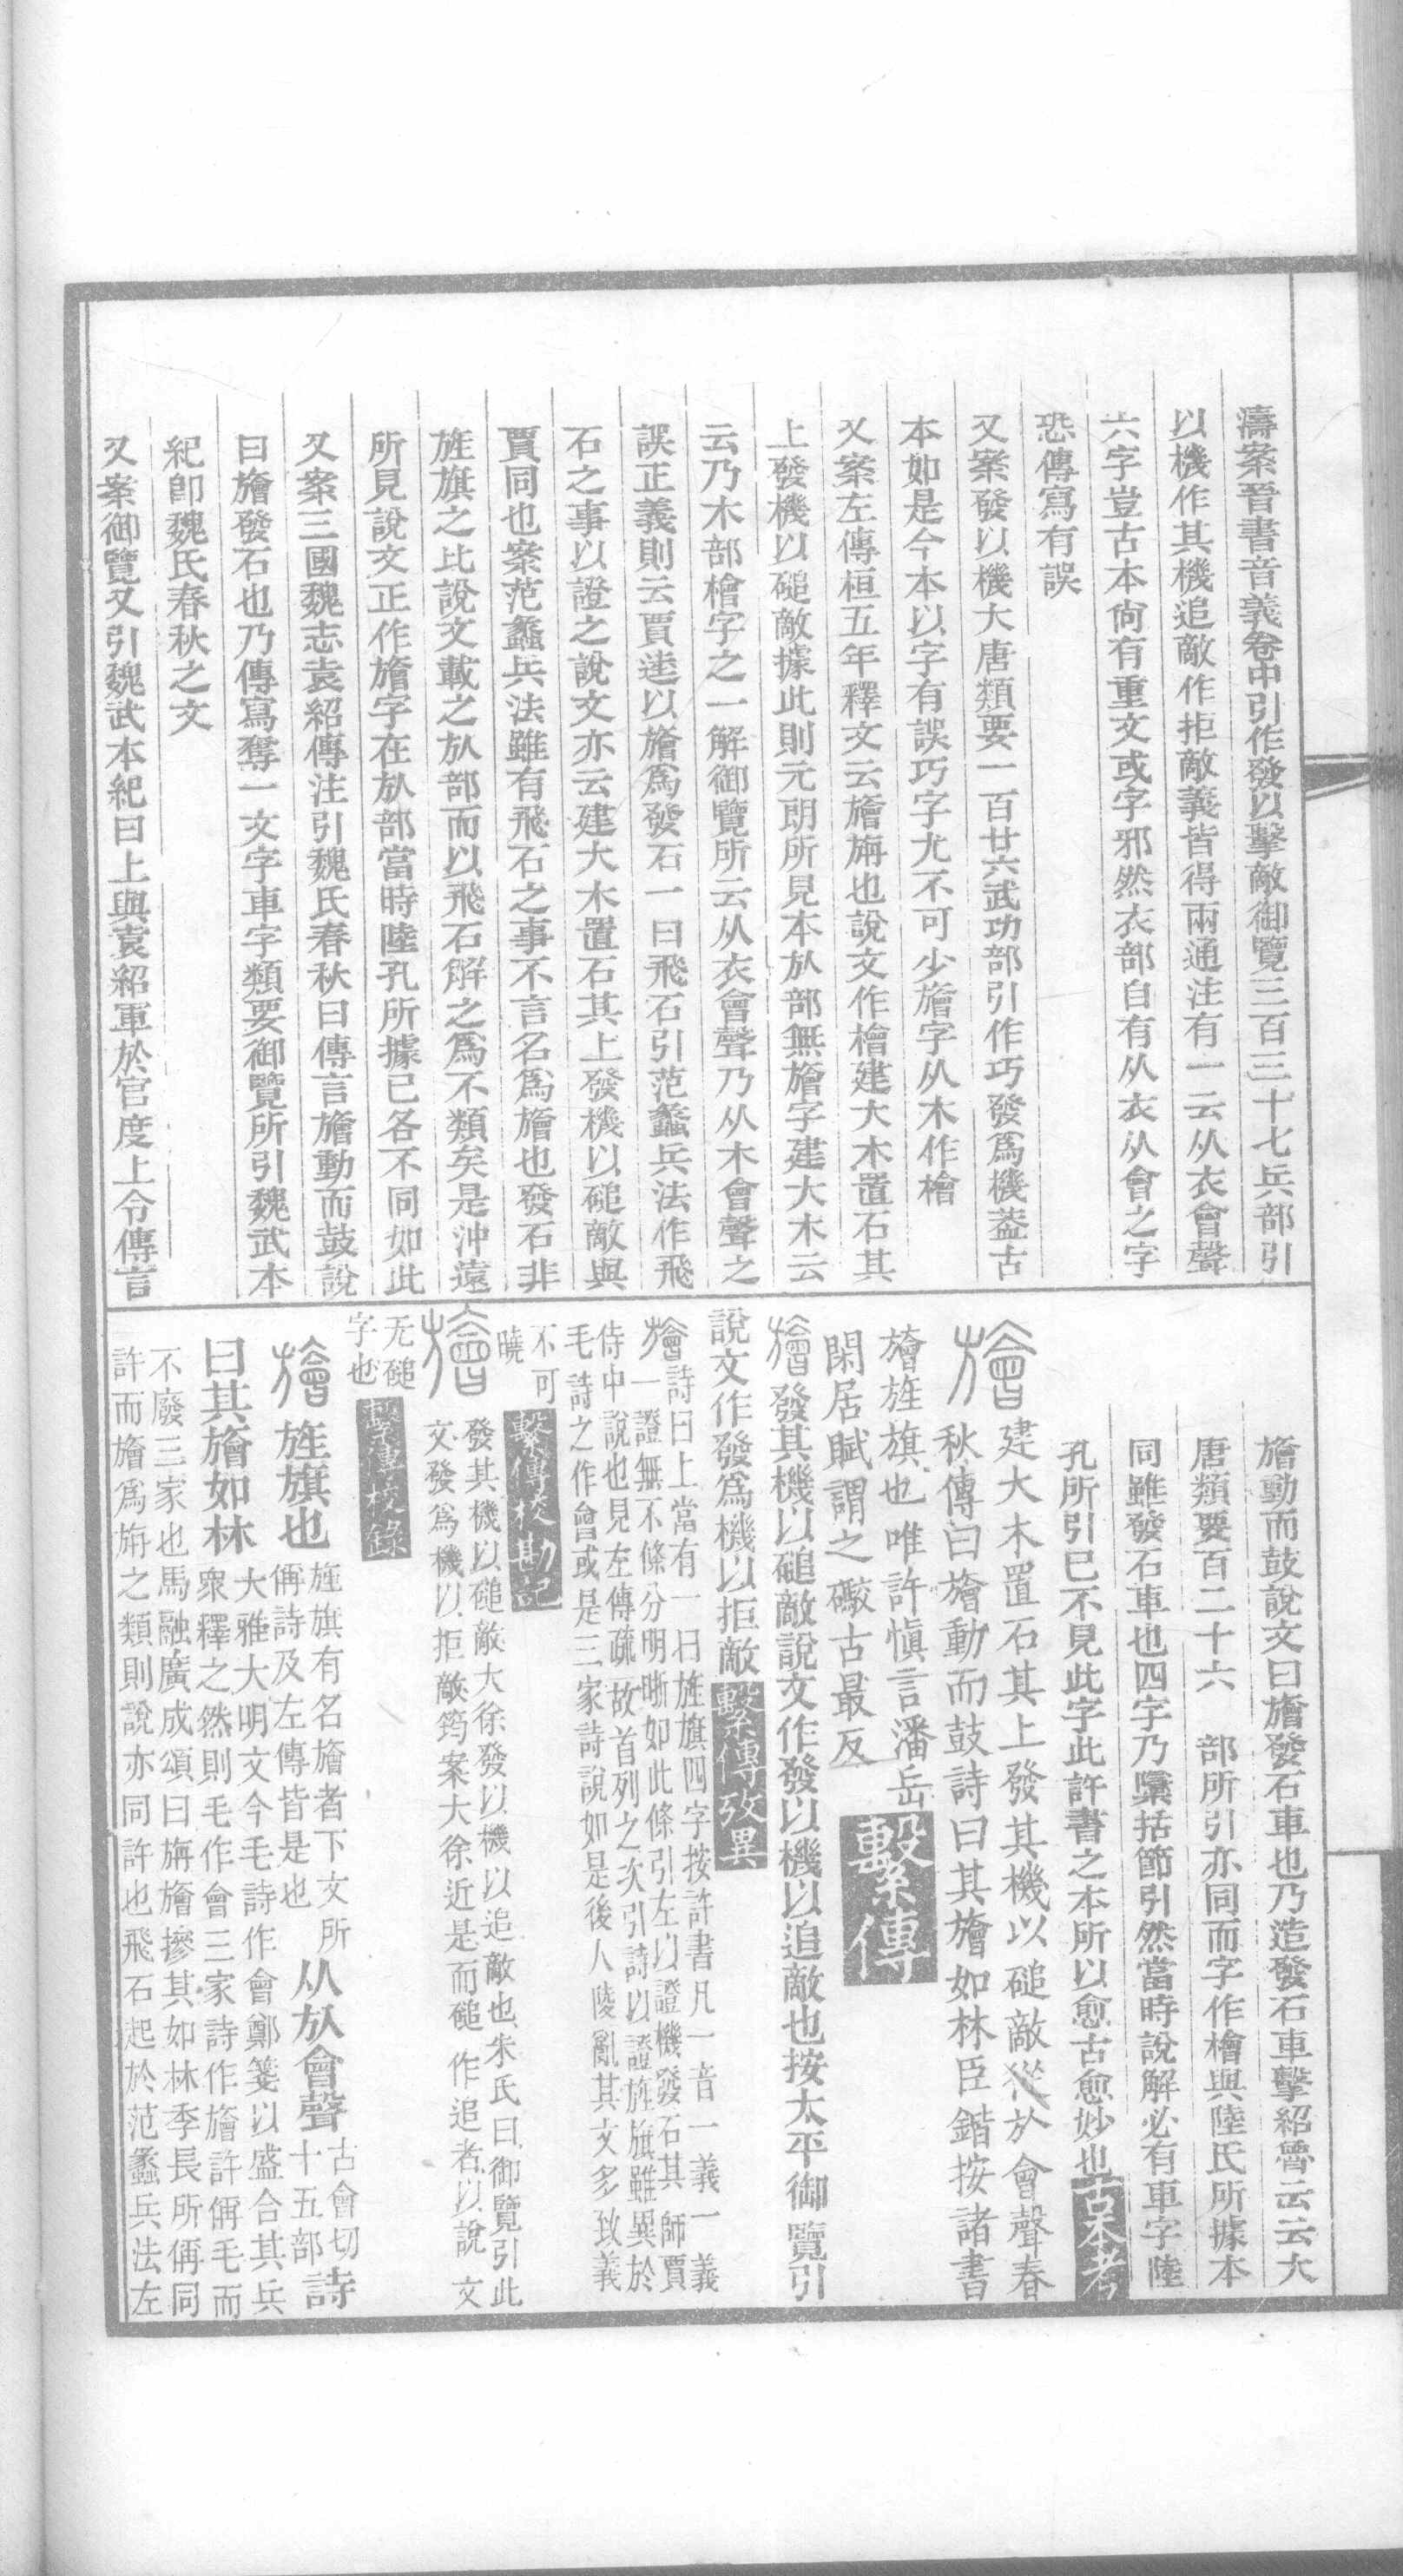 濤案晉書音義卷中引作發以擊敵御覽三百三十七兵部引
以機作其機追敵作拒敵義皆得兩通注有一云从衣會聲
六字豈古本尙有重文或字邪然衣部自有从衣从會之字
恐傳寫有誤
又案發以機大唐類要一百廿六武功部引作巧發爲機葢古
本如是今本以字有誤巧字尤不可少旝字从木作檜
又案左傳桓五年釋文云旝旃也說文作檜建大木置石其
上發機以磓敵據此則元朗所見本㫃部無旝字建大木云
云乃木部檜字之一解御覽所云从衣會聲乃从木會聲之
誤正義則云賈逵以旝爲發石一曰飛石引范蠡兵法作飛
石之事以證之說文亦云建大木置石其上發機以磓敵與
賈同也案范蠡兵法雖有飛石之事不言名爲旝也發石非
旌旗之比說文載之㫃部而以飛石解之爲不類矣是沖遠
所見說文正作旝字在㫃部當時陸孔所據已各不同如此
又案三國魏志袁紹傳注引魏氏春秋曰傳言旝動而鼓說
曰旝發石也乃傳寫奪一文字車字類要御覽所引魏武本
紀卽魏氏春秋之文
又案御覽又引魏武本紀曰上與袁紹軍於官度上令傳言
旝動而鼓說文曰旝發石車也乃造發石車擊紹營云云大
唐類要百二十六　部所引亦同而字作檜與陸氏所據本
同雖發石車也四字乃櫽括節引然當時說解必有車字陸
孔所引已不見此字此許書之本所以愈古愈妙也古本考
旝建大木置石其上發其機以磓敵從㫃會聲春
秋傳曰旝動而鼓詩曰其旝如林臣鍇按諸書
旝旌旗也唯許愼言潘岳
閑居賦謂之礮古最反繫傳
旝發其機以磓敵說文作發以機以追敵也按太平御覽引
說文作發爲機以拒敵繫傳攷異
旝詩曰上當有一曰旌旗四字按許書凡一音一義一義
一證無不條分明晰如此條引左以證機發石其師賈
侍中說也見左傳疏故首列之次引詩以證旌旗雖異於
毛詩之作會或是三家詩說如是後人陵亂其文多致義
不可
曉繫傳校勘記
旝發其機以磓敵大徐發以機以追敵也朱氏曰御覽引此
文發爲機以拒敵筠案大徐近是而磓作追者以說文
无磓
字也繫傳校錄
旝旌旗也旌旗有名旝者下文所
偁詩及左傳皆是也从㫃會聲古會切
十五部詩
曰其旝如林大雅大明文今毛詩作會鄭箋以盛合其兵
衆釋之然則毛作會三家詩作旝許偁毛而
不廢三家也馬融廣成頌曰旃旝摻其如林季長所偁同
許而旝爲旃之類則說亦同許也飛石起於范蠡兵法左